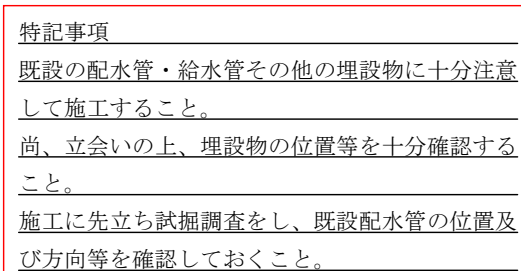 特記事項
既設の配水管・給水管その他の埋設物に十分注意
して施工すること。
尚、立会いの上、埋設物の位置等を十分確認する
こと。
施工に先立ち試掘調査をし、既設配水管の位置及
び方向等を確認しておくこと。